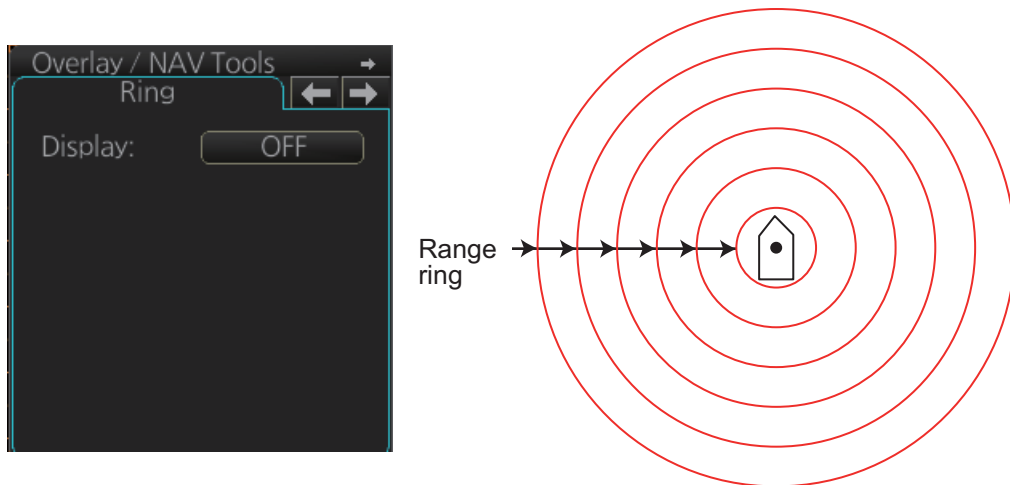 Overlay / NAV Tools
Ring
Display: OFF
Range
ring